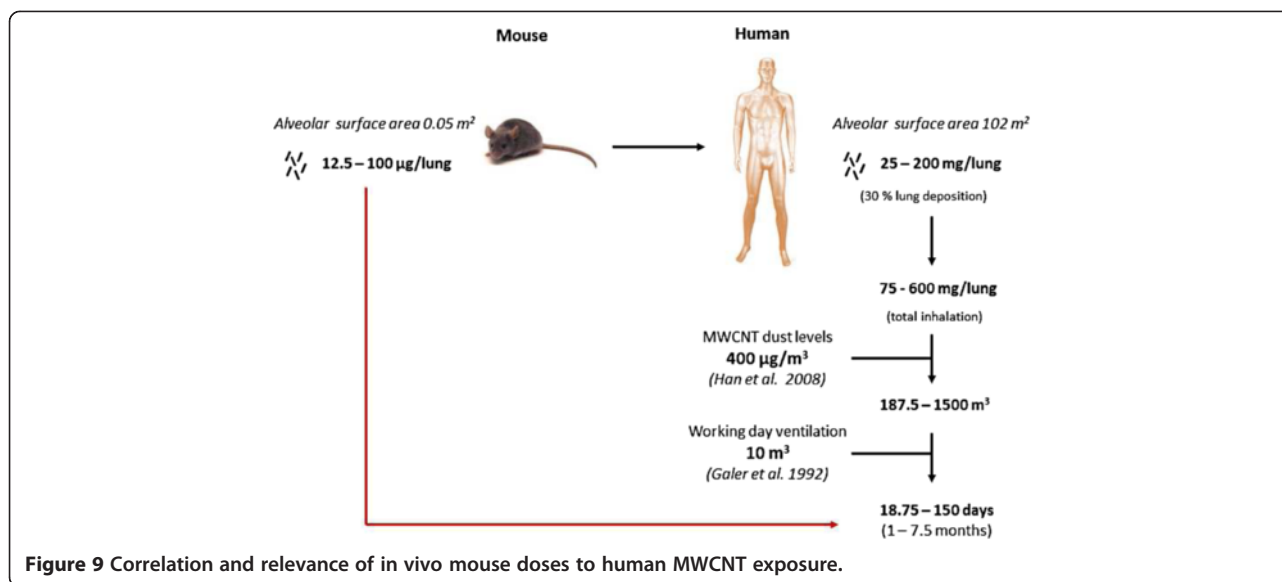 Mouse
Human
Alveolar surface area 0.05 m²
12.5 – 100 µg/lung
Alveolar surface area 102 m²
25 – 200 mg/lung
(30 % lung deposition)
75 - 600 mg/lung
(total inhalation)
MWCNT dust levels
400 µg/m³
(Han et al. 2008)
187.5 – 1500 m³
Working day ventilation
10 m³
(Galer et al. 1992)
18.75 – 150 days
(1 – 7.5 months)
Figure 9 Correlation and relevance of in vivo mouse doses to human MWCNT exposure.